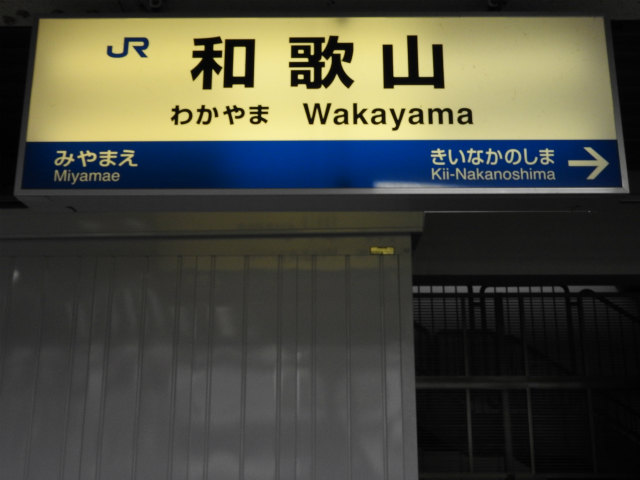 JR 和歌山
わかやま Wakayama
みやまえ きいなかのしま →
Miyamae Kii-Nakanoshima